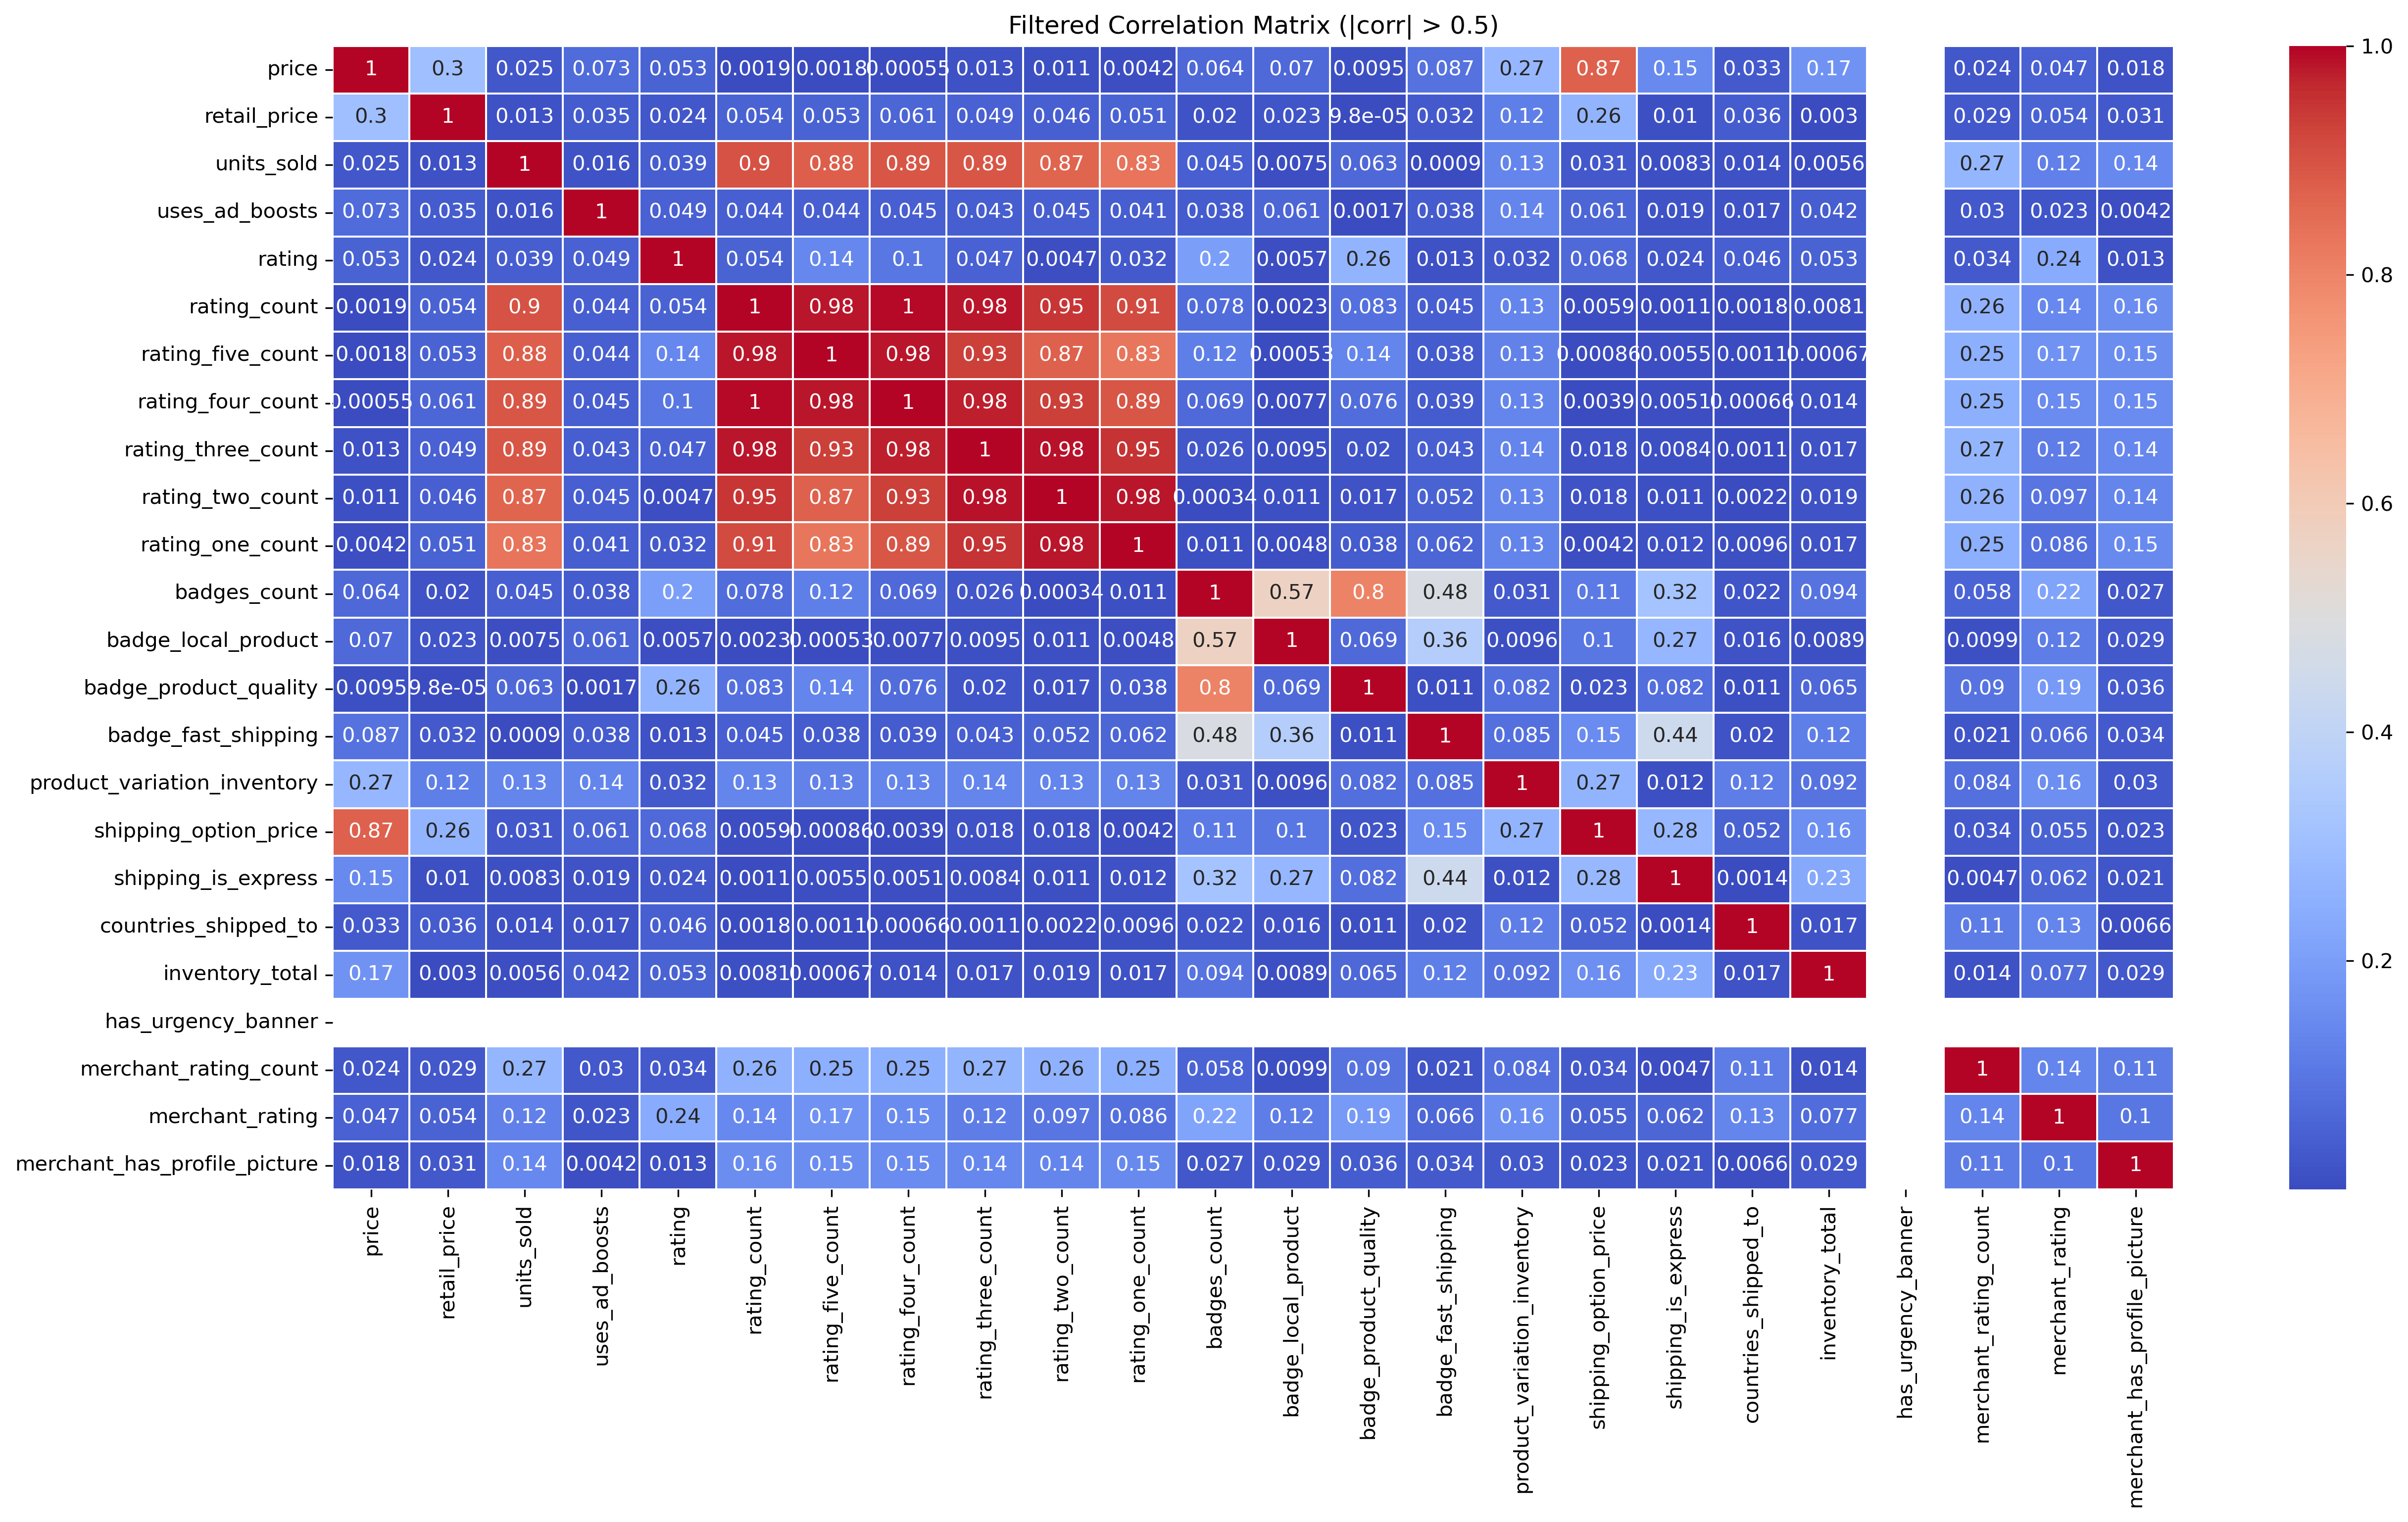 Filtered Correlation Matrix (|corr| > 0.5)
price 1 0.3 0.025 0.073 0.053 0.0019 0.0018 0.00055 0.013 0.011 0.0042 0.064 0.07 0.0095 0.087 0.27 0.87 0.15 0.033 0.17 0.024 0.047 0.018
retail_price 0.3 1 0.013 0.035 0.024 0.054 0.053 0.061 0.049 0.046 0.051 0.02 0.023 9.8e-05 0.032 0.12 0.26 0.01 0.036 0.003 0.029 0.054 0.031
units_sold 0.025 0.013 1 0.016 0.039 0.9 0.88 0.89 0.89 0.87 0.83 0.045 0.0075 0.063 0.0009 0.13 0.031 0.0083 0.014 0.0056 0.27 0.12 0.14
uses_ad_boosts 0.073 0.035 0.016 1 0.049 0.044 0.044 0.045 0.043 0.045 0.041 0.038 0.061 0.0017 0.038 0.14 0.061 0.019 0.017 0.042 0.03 0.023 0.0042
rating 0.053 0.024 0.039 0.049 1 0.054 0.14 0.1 0.047 0.0047 0.032 0.2 0.0057 0.26 0.013 0.032 0.068 0.024 0.046 0.053 0.034 0.24 0.013
rating_count 0.0019 0.054 0.9 0.044 0.054 1 0.98 1 0.98 0.95 0.91 0.078 0.0023 0.083 0.045 0.13 0.0059 0.0011 0.0018 0.0081 0.26 0.14 0.16
rating_five_count 0.0018 0.053 0.88 0.044 0.14 0.98 1 0.98 0.93 0.87 0.83 0.12 0.00053 0.14 0.038 0.13 0.00086 0.0055 0.0011 0.00067 0.25 0.17 0.15
rating_four_count 0.00055 0.061 0.89 0.045 0.1 1 0.98 1 0.98 0.93 0.89 0.069 0.0077 0.076 0.039 0.13 0.0039 0.0051 0.00066 0.014 0.25 0.15 0.15
rating_three_count 0.013 0.049 0.89 0.043 0.047 0.98 0.93 0.98 1 0.98 0.95 0.026 0.0095 0.02 0.043 0.14 0.018 0.0084 0.0011 0.017 0.27 0.12 0.14
rating_two_count 0.011 0.046 0.87 0.045 0.0047 0.95 0.87 0.93 0.98 1 0.98 0.00034 0.011 0.017 0.052 0.13 0.018 0.011 0.0022 0.019 0.26 0.097 0.14
rating_one_count 0.0042 0.051 0.83 0.041 0.032 0.91 0.83 0.89 0.95 0.98 1 0.011 0.0048 0.038 0.062 0.13 0.0042 0.012 0.0096 0.017 0.25 0.086 0.15
badges_count 0.064 0.02 0.045 0.038 0.2 0.078 0.12 0.069 0.026 0.00034 0.011 1 0.57 0.8 0.48 0.031 0.11 0.32 0.022 0.094 0.058 0.22 0.027
badge_local_product 0.07 0.023 0.0075 0.061 0.0057 0.0023 0.00053 0.0077 0.0095 0.011 0.0048 0.57 1 0.069 0.36 0.0096 0.1 0.27 0.016 0.0089 0.0099 0.12 0.029
badge_product_quality 0.0095 9.8e-05 0.063 0.0017 0.26 0.083 0.14 0.076 0.02 0.017 0.038 0.8 0.069 1 0.011 0.082 0.023 0.082 0.011 0.065 0.09 0.19 0.036
badge_fast_shipping 0.087 0.032 0.0009 0.038 0.013 0.045 0.038 0.039 0.043 0.052 0.062 0.48 0.36 0.011 1 0.085 0.15 0.44 0.02 0.12 0.021 0.066 0.034
product_variation_inventory 0.27 0.12 0.13 0.14 0.032 0.13 0.13 0.13 0.14 0.13 0.13 0.031 0.0096 0.082 0.085 1 0.27 0.012 0.12 0.092 0.084 0.16 0.03
shipping_option_price 0.87 0.26 0.031 0.061 0.068 0.0059 0.00086 0.0039 0.018 0.018 0.0042 0.11 0.1 0.023 0.15 0.27 1 0.28 0.052 0.16 0.034 0.055 0.023
shipping_is_express 0.15 0.01 0.0083 0.019 0.024 0.0011 0.0055 0.0051 0.0084 0.011 0.012 0.32 0.27 0.082 0.44 0.012 0.28 1 0.0014 0.23 0.0047 0.062 0.021
countries_shipped_to 0.033 0.036 0.014 0.017 0.046 0.0018 0.0011 0.00066 0.0011 0.0022 0.0096 0.022 0.016 0.011 0.02 0.12 0.052 0.0014 1 0.017 0.11 0.13 0.0066
inventory_total 0.17 0.003 0.0056 0.042 0.053 0.0081 0.00067 0.014 0.017 0.019 0.017 0.094 0.0089 0.065 0.12 0.092 0.16 0.23 0.017 1 0.014 0.077 0.029
has_urgency_banner
merchant_rating_count 0.024 0.029 0.27 0.03 0.034 0.26 0.25 0.25 0.27 0.26 0.25 0.058 0.0099 0.09 0.021 0.084 0.034 0.0047 0.11 0.014 1 0.14 0.11
merchant_rating 0.047 0.054 0.12 0.023 0.24 0.14 0.17 0.15 0.12 0.097 0.086 0.22 0.12 0.19 0.066 0.16 0.055 0.062 0.13 0.077 0.14 1 0.1
merchant_has_profile_picture 0.018 0.031 0.14 0.0042 0.013 0.16 0.15 0.15 0.14 0.14 0.15 0.027 0.029 0.036 0.034 0.03 0.023 0.021 0.0066 0.029 0.11 0.1 1
price
retail_price
units_sold
uses_ad_boosts
rating
rating_count
rating_five_count
rating_four_count
rating_three_count
rating_two_count
rating_one_count
badges_count
badge_local_product
badge_product_quality
badge_fast_shipping
product_variation_inventory
shipping_option_price
shipping_is_express
countries_shipped_to
inventory_total
has_urgency_banner
merchant_rating_count
merchant_rating
merchant_has_profile_picture
1.0
0.8
0.6
0.4
0.2